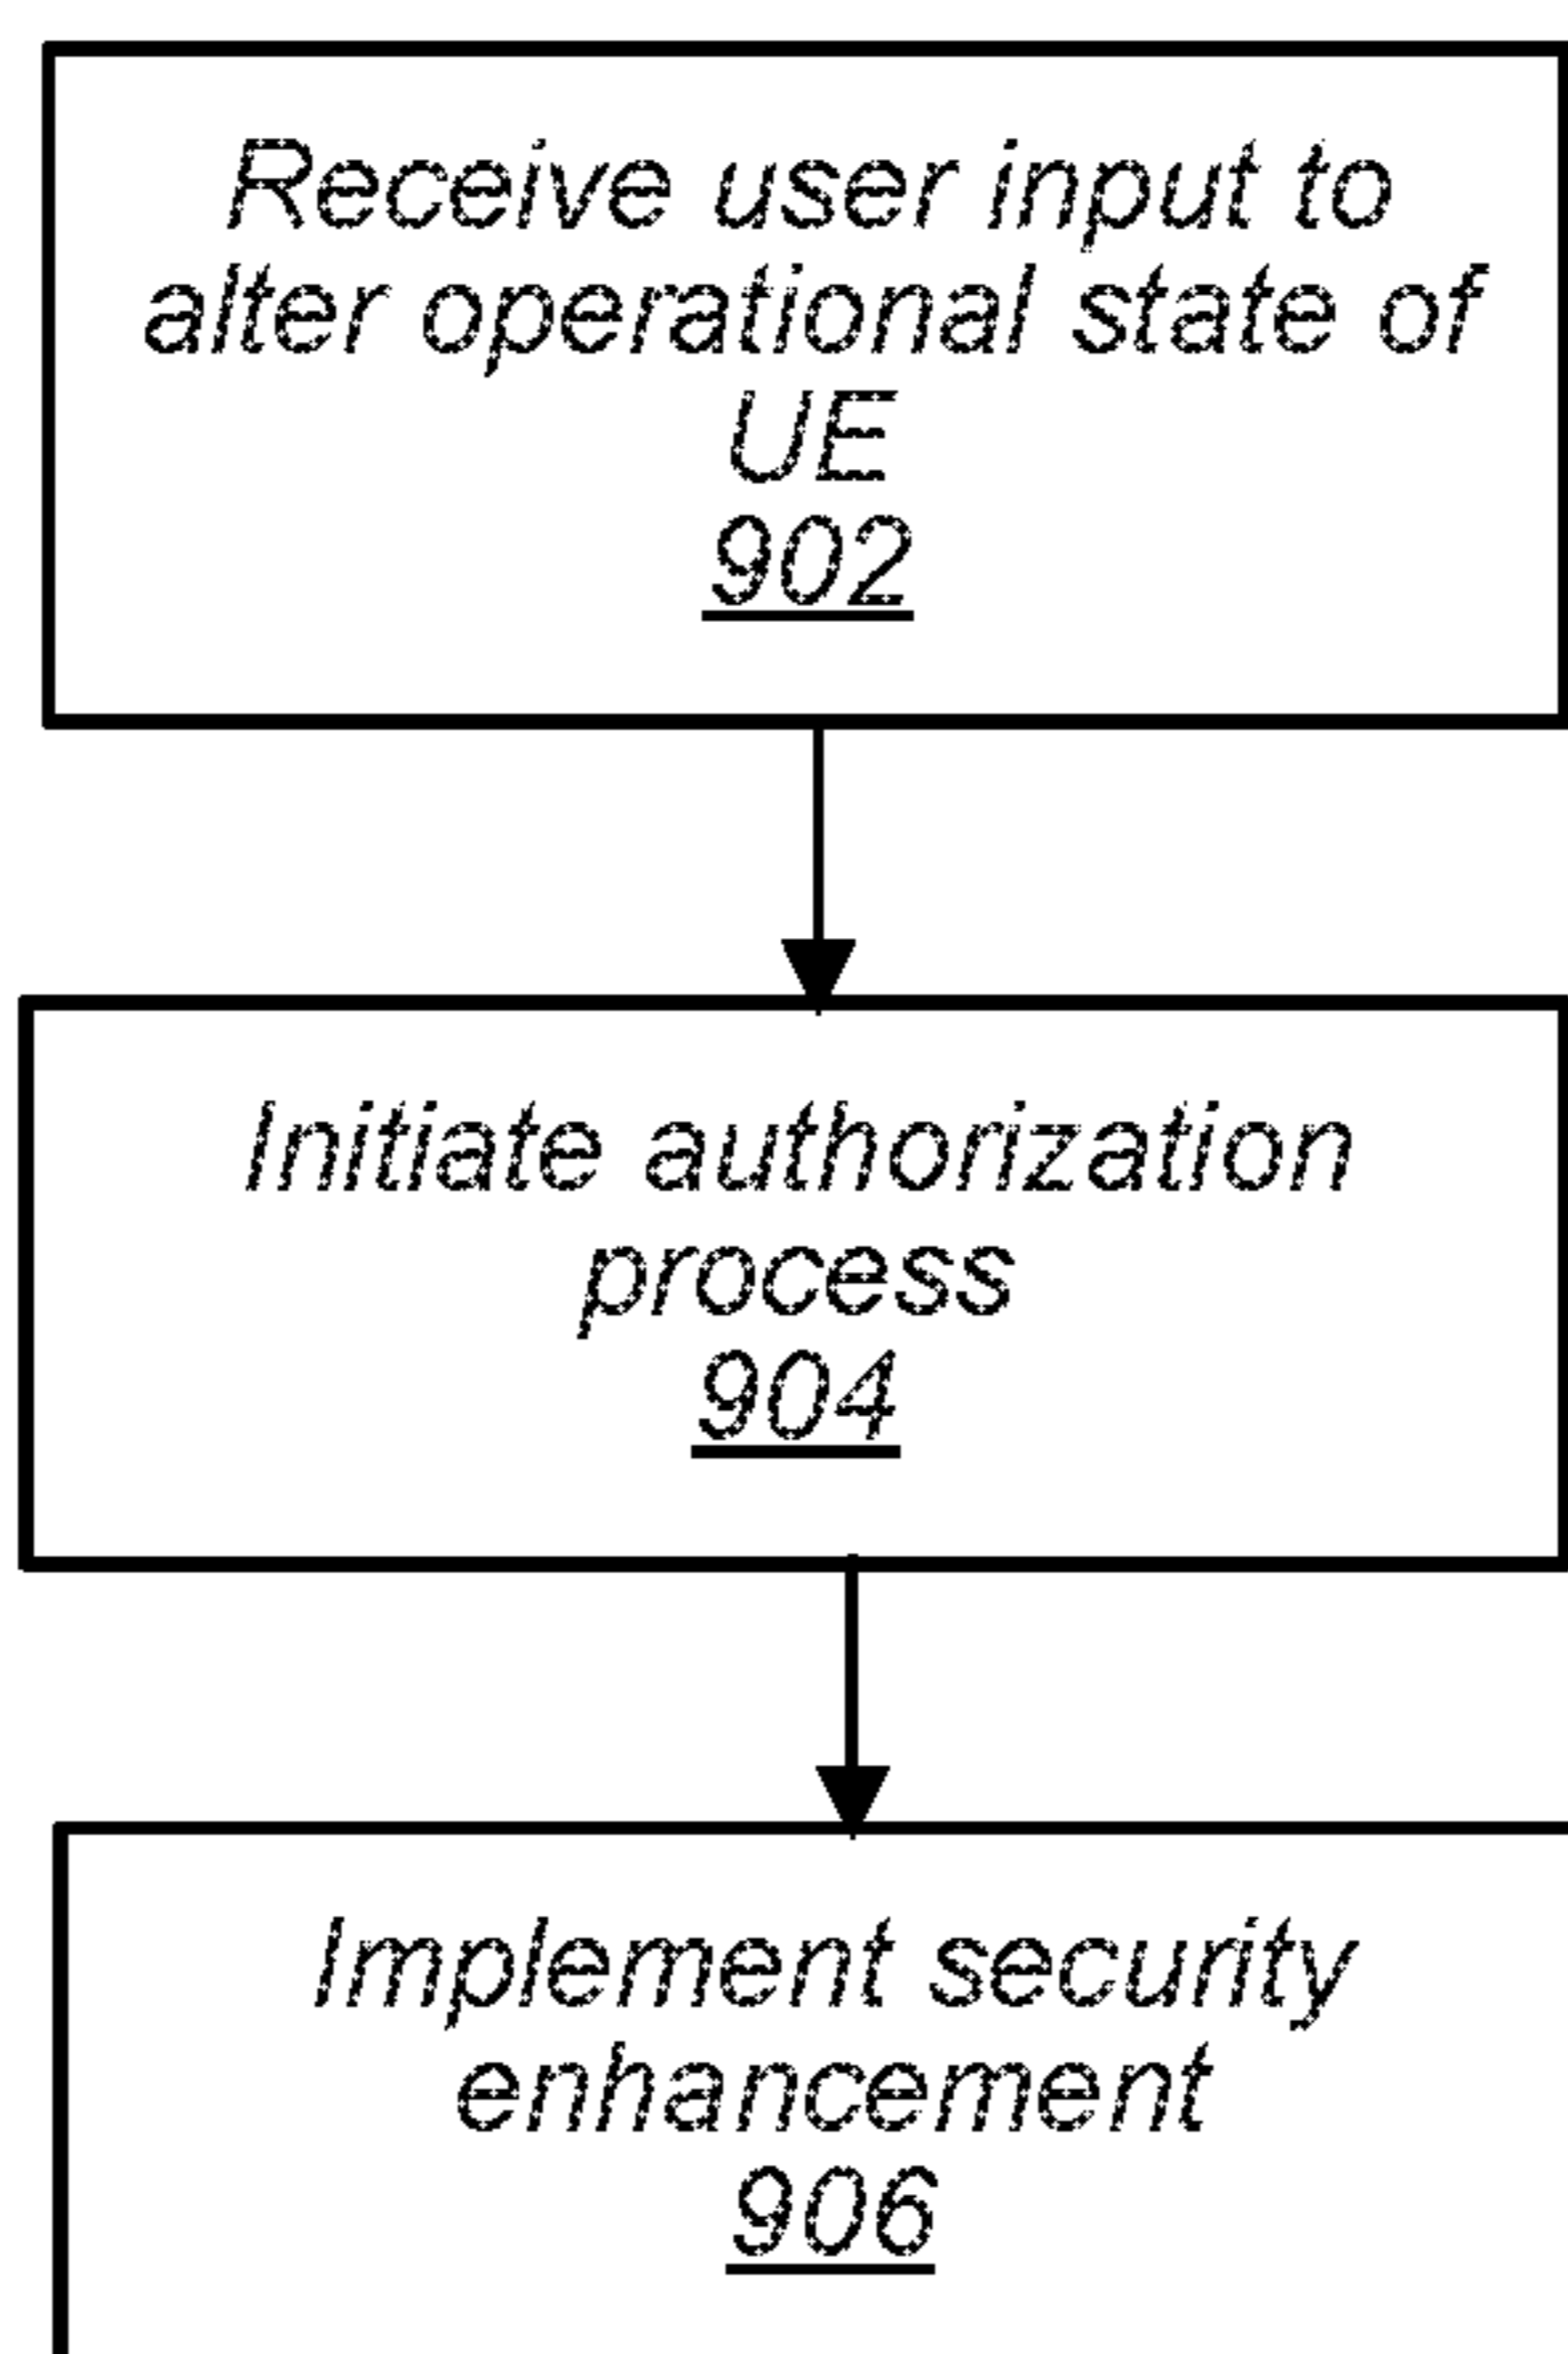 Receive user input to
alter operational state of
UE
902
Initiate authorization
process
904
Implement security
enhancement
906